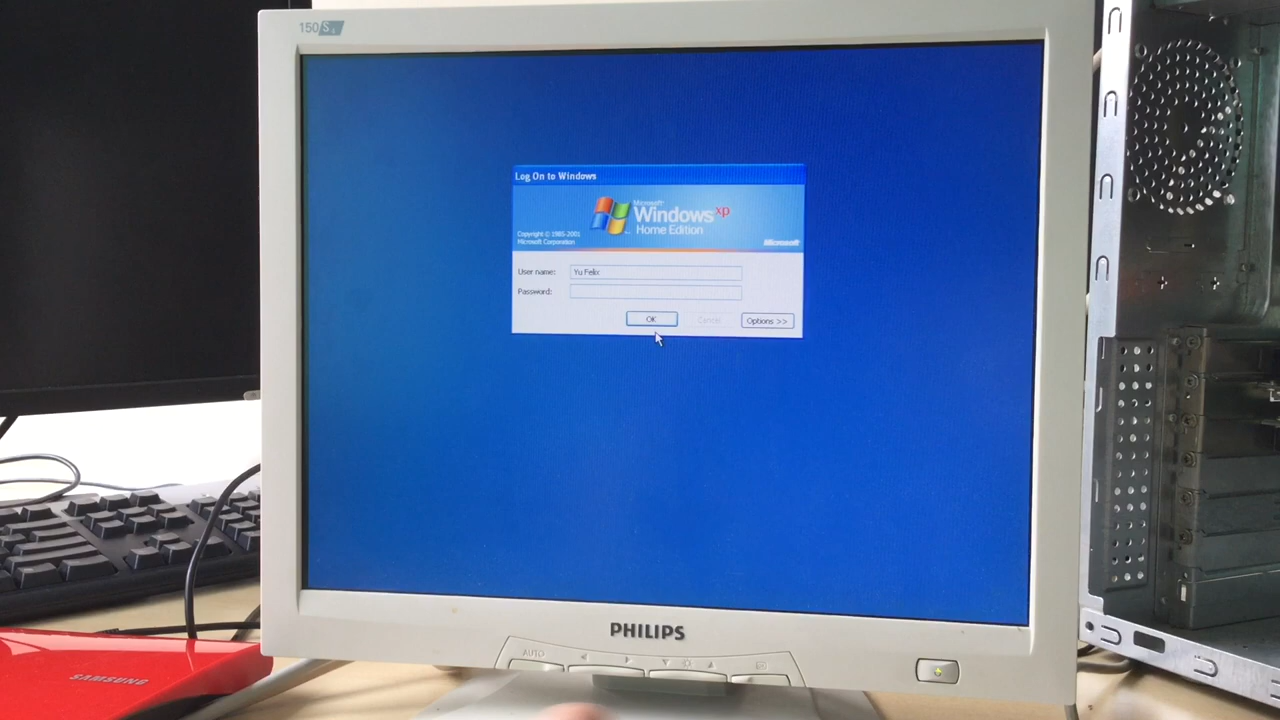 150S4
Log On to Windows
Microsoft
Windows xp
Home Edition
Copyright © 1985-2001
Microsoft Corporation
Microsoft
User name: Yu Felix
Password:
OK Cancel Options >>
PHILIPS
AUTO
SAMSUNG